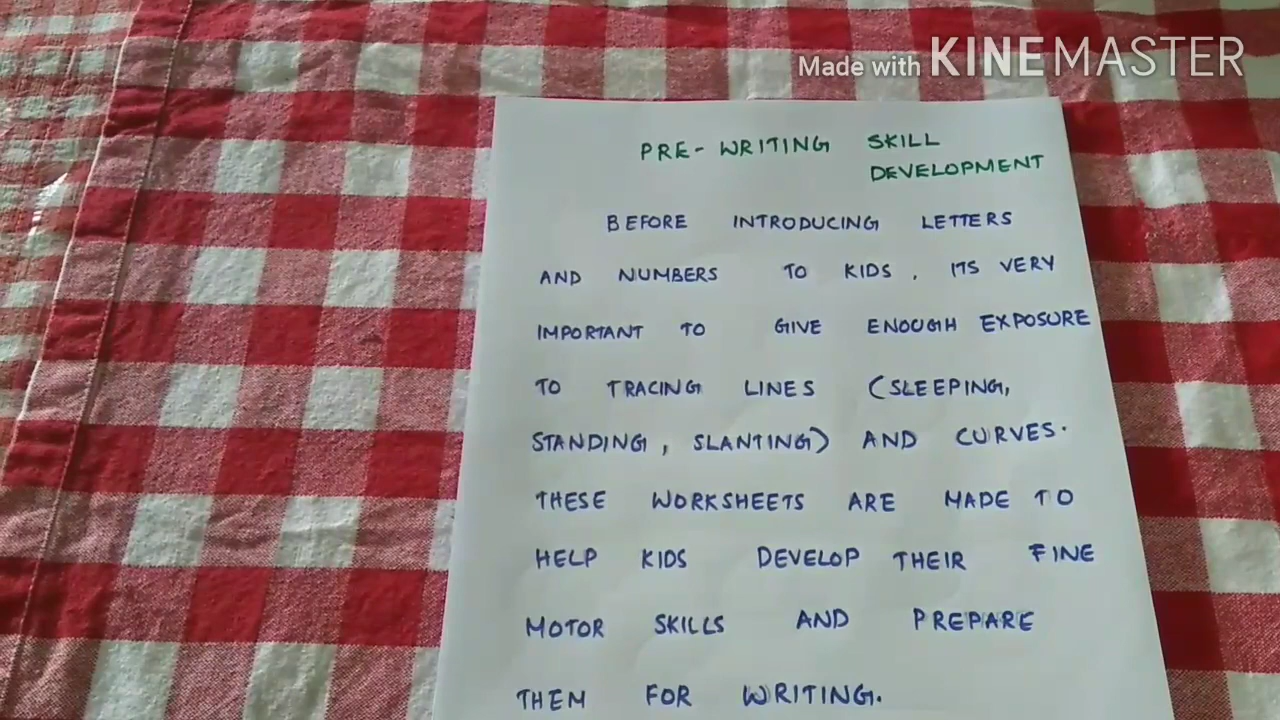 Made with KINEMASTER
PRE-WRITING SKILL
DEVELOPMENT
BEFORE INTRODUCING LETTERS
AND NUMBERS TO KIDS, ITS VERY
IMPORTANT TO GIVE ENOUGH EXPOSURE
TO TRACING LINES (SLEEPING,
STANDING, SLANTING) AND CURVES.
THESE WORKSHEETS ARE MADE TO
HELP KIDS DEVELOP THEIR FINE
MOTOR SKILLS AND PREPARE
THEM FOR WRITING.